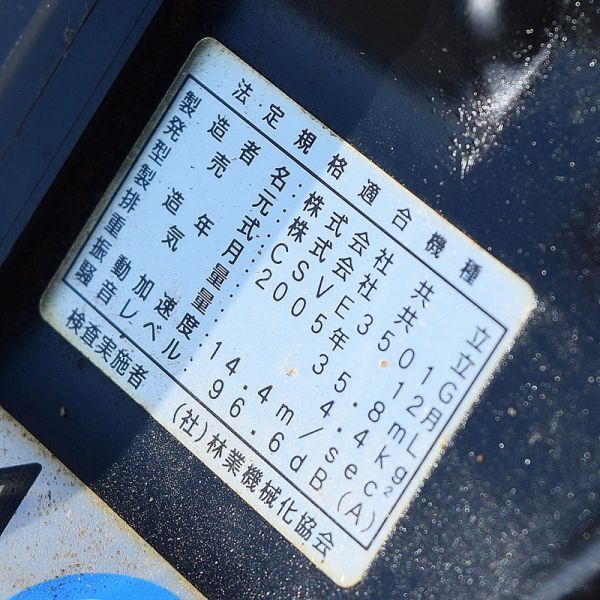 法定規格適合機種
製造者名:株式会社 共立
発売元:株式会社 共立
型式:CSVE3501G
製造年月:2005年12月
排気量:35.8mL
重量:4.4kg
振動加速度:14.4m/sec²
騒音レベル:96.6dB(A)
検査実施者 (社)林業機械化協会